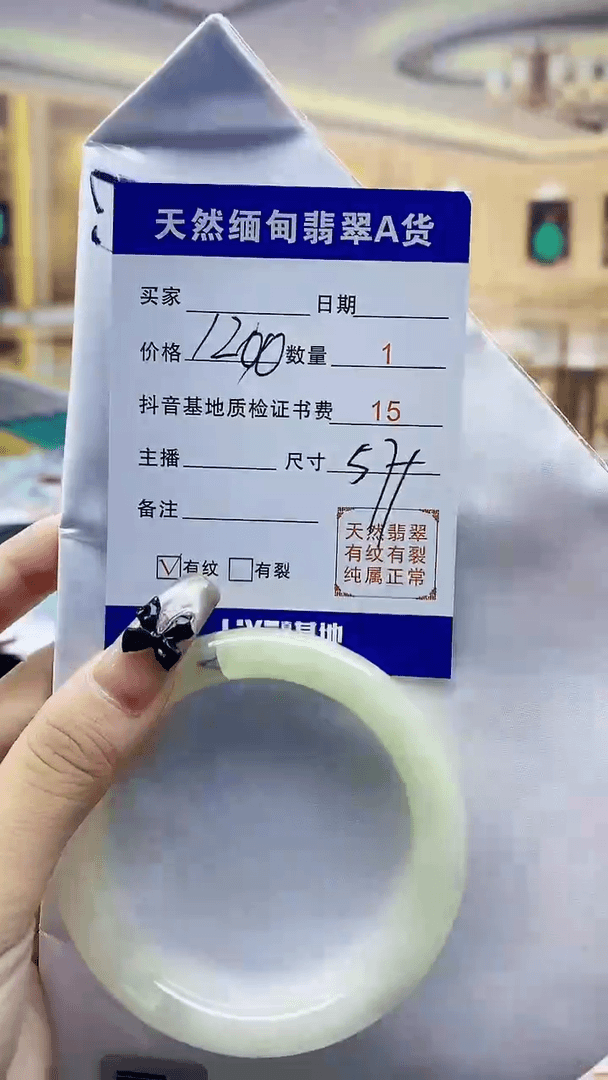 天然缅甸翡翠A货
买家 日期
价格 1200 数量 1
抖音基地质检证书费 15
主播 尺寸 57+
备注
天然翡翠
有纹有裂
纯属正常
有纹 有裂
基地